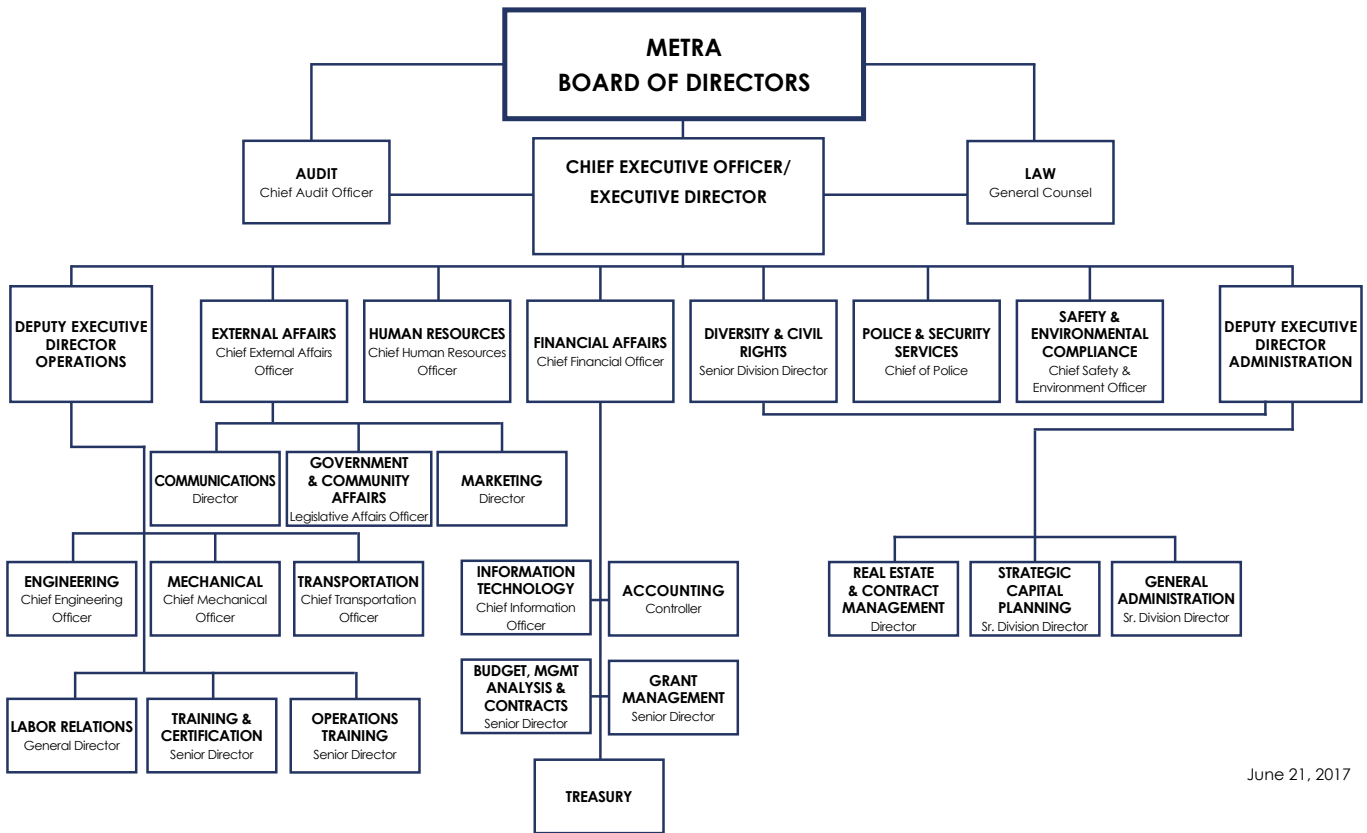 METRA
BOARD OF DIRECTORS
AUDIT
Chief Audit Officer
CHIEF EXECUTIVE OFFICER/
EXECUTIVE DIRECTOR
LAW
General Counsel
DEPUTY EXECUTIVE
DIRECTOR
OPERATIONS
EXTERNAL AFFAIRS
Chief External Affairs
Officer
HUMAN RESOURCES
Chief Human Resources
Officer
FINANCIAL AFFAIRS
Chief Financial Officer
DIVERSITY & CIVIL
RIGHTS
Senior Division Director
POLICE & SECURITY
SERVICES
Chief of Police
SAFETY &
ENVIRONMENTAL
COMPLIANCE
Chief Safety &
Environment Officer
DEPUTY EXECUTIVE
DIRECTOR
ADMINISTRATION
COMMUNICATIONS
Director
GOVERNMENT
& COMMUNITY
AFFAIRS
Legislative Affairs Officer
MARKETING
Director
ENGINEERING
Chief Engineering
Officer
MECHANICAL
Chief Mechanical
Officer
TRANSPORTATION
Chief Transportation
Officer
INFORMATION
TECHNOLOGY
Chief Information
Officer
ACCOUNTING
Controller
REAL ESTATE
& CONTRACT
MANAGEMENT
Director
STRATEGIC
CAPITAL
PLANNING
Sr. Division Director
GENERAL
ADMINISTRATION
Sr. Division Director
LABOR RELATIONS
General Director
TRAINING &
CERTIFICATION
Senior Director
OPERATIONS
TRAINING
Senior Director
BUDGET, MGMT
ANALYSIS &
CONTRACTS
Senior Director
GRANT
MANAGEMENT
Senior Director
TREASURY
June 21, 2017